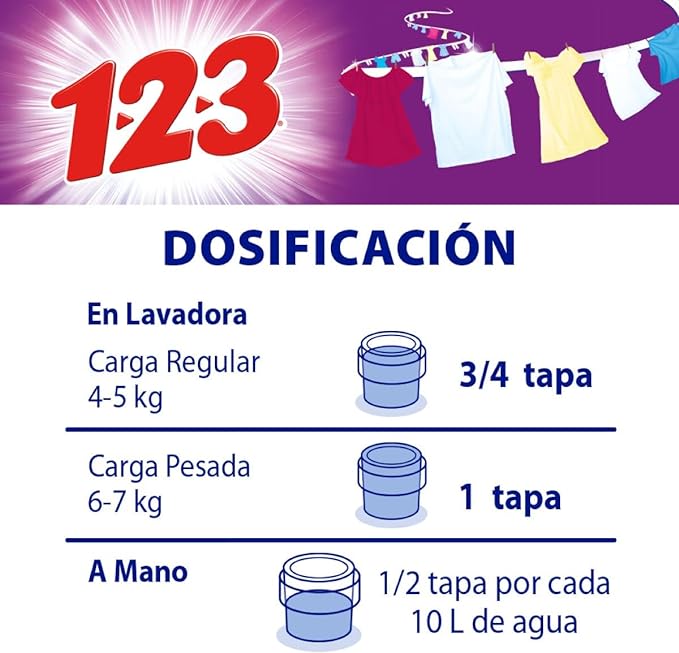 1▸2▸3®
DOSIFICACIÓN
En Lavadora
Carga Regular
4-5 kg
3/4 tapa
Carga Pesada
6-7 kg
1 tapa
A Mano
1/2 tapa por cada
10 L de agua